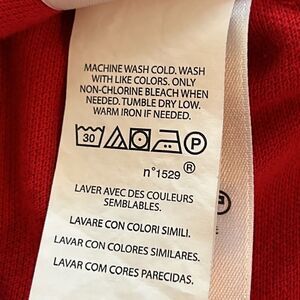 MACHINE WASH COLD. WASH
WITH LIKE COLORS. ONLY
NON-CHLORINE BLEACH WHEN
NEEDED. TUMBLE DRY LOW.
WARM IRON IF NEEDED.
30 P
n°1529 ®
LAVER AVEC DES COULEURS
SEMBLABLES.
LAVARE CON COLORI SIMILI.
LAVAR CON COLORES SIMILARES.
LAVAR COM CORES PARECIDAS.